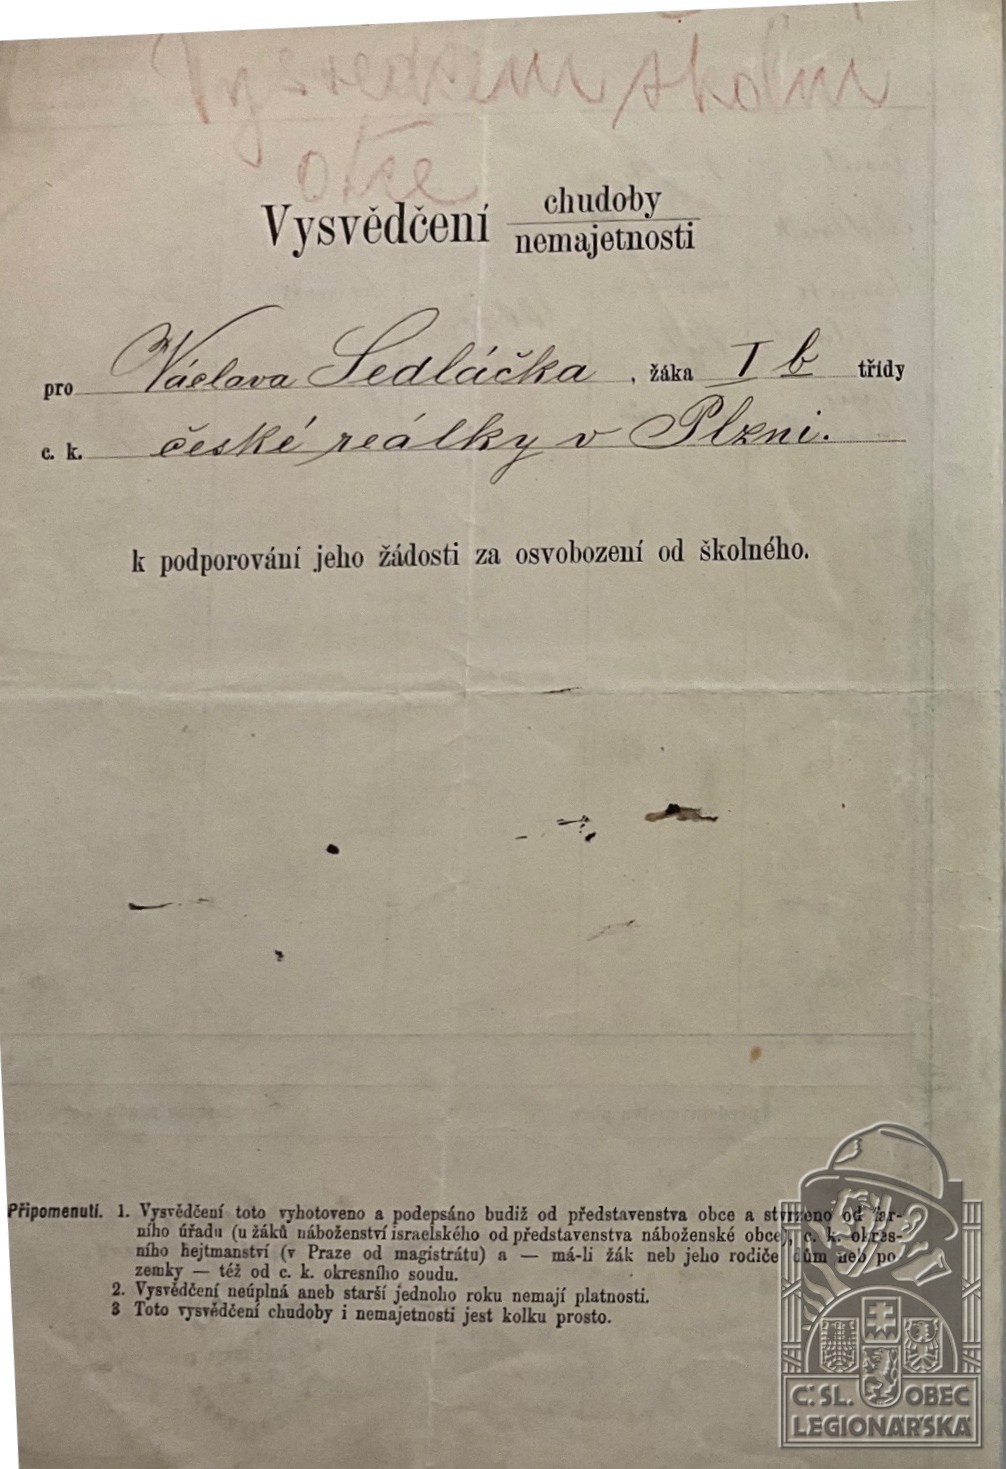 Vysvědčení školní
otce
Vysvědčení chudoby
nemajetnosti
pro Václava Sedláčka, žáka I b třídy
c. k. české reálky v Plzni.
k podporování jeho žádosti za osvobození od školného.
Připomenutí. 1. Vysvědčení toto vyhotoveno a podepsáno budiž od představenstva obce a stvrzeno od far-
ního úřadu (u žáků náboženství israelského od představenstva náboženské obce), c. k. okres-
ního hejtmanství (v Praze od magistrátu) a — má-li žák neb jeho rodiče dům neb po
zemky — též od c. k. okresního soudu.
2. Vysvědčení neúplná aneb starší jednoho roku nemají platnosti.
3 Toto vysvědčení chudoby i nemajetnosti jest kolku prosto.
Č.SL. OBEC
LEGIONÁŘSKÁ